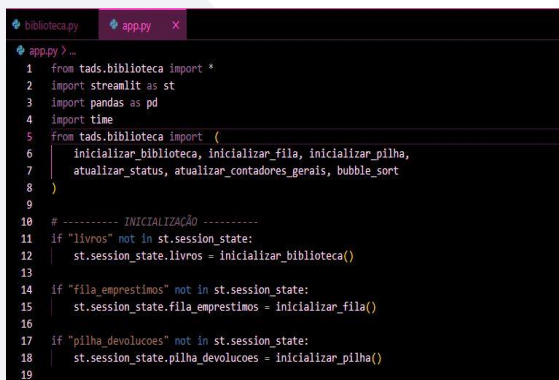 biblioteca.py app.py X
app.py > ...
1 from tads.biblioteca import *
2 import streamlit as st
3 import pandas as pd
4 import time
5 from tads.biblioteca import (
6 inicializar_biblioteca, inicializar_fila, inicializar_pilha,
7 atualizar_status, atualizar_contadores_gerais, bubble_sort
8 )
9
10 # ---------- INICIALIZAÇÃO ----------
11 if "livros" not in st.session_state:
12 st.session_state.livros = inicializar_biblioteca()
13
14 if "fila_emprestimos" not in st.session_state:
15 st.session_state.fila_emprestimos = inicializar_fila()
16
17 if "pilha_devolucoes" not in st.session_state:
18 st.session_state.pilha_devolucoes = inicializar_pilha()
19